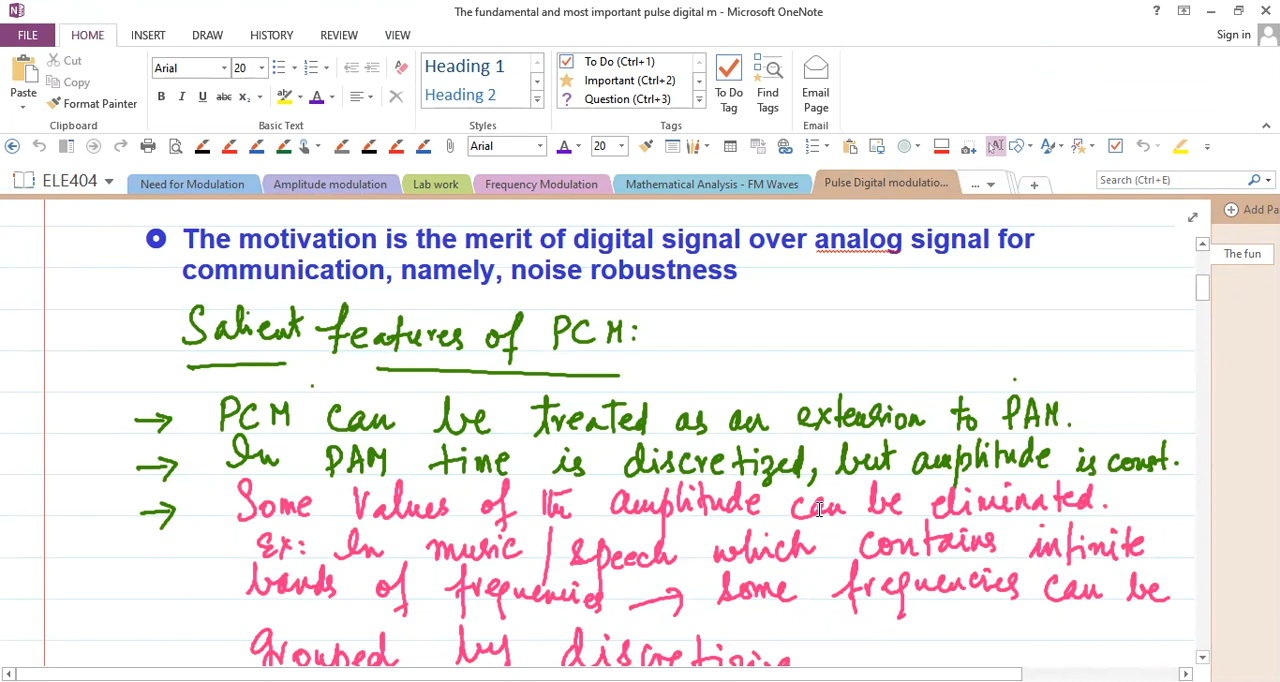 The fundamental and most important pulse digital m - Microsoft OneNote
?
Sign in
FILE HOME INSERT DRAW HISTORY REVIEW VIEW
Paste
Cut
Copy
Format Painter
Clipboard
Arial 20
B I U abc X₂ A
Basic Text
Heading 1
Heading 2
Styles
To Do (Ctrl+1)
Important (Ctrl+2)
Question (Ctrl+3)
To Do Tag
Find Tags
Tags
Email Page
Email
Arial A 20
ELE404
Need for Modulation
Amplitude modulation
Lab work
Frequency Modulation
Mathematical Analysis - FM Waves
Pulse Digital modulatio...
...
Search (Ctrl+E)
Add Pa
The fun
The motivation is the merit of digital signal over analog signal for
communication, namely, noise robustness
Salient features of PCM:
→ PCM can be treated as an extension to PAM.
→ In PAM time is discretized, but amplitude is const.
→ Some Values of the amplitude can be eliminated.
Ex: In music / speech which contains infinite
bands of frequencies → some frequencies can be
grouped by discretizing